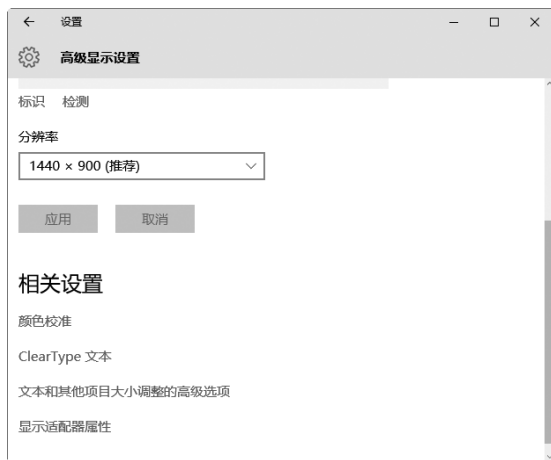 设置
高级显示设置
标识 检测
分辨率
1440 × 900 (推荐)
应用 取消
相关设置
颜色校准
ClearType 文本
文本和其他项目大小调整的高级选项
显示适配器属性